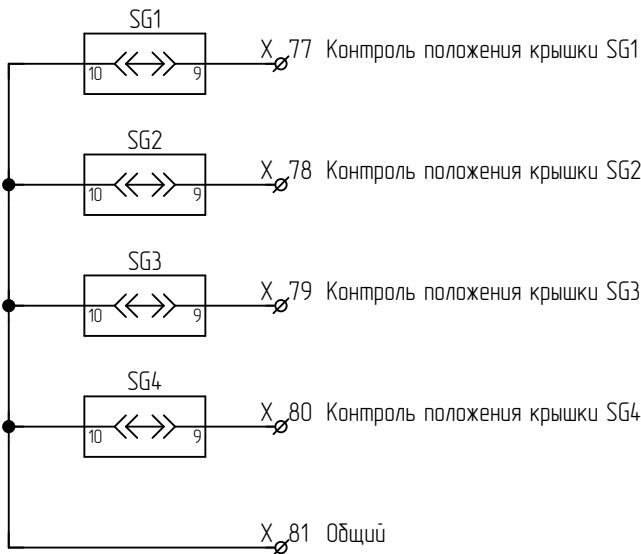 SG1
10 9 X 77 Контроль положения крышки SG1
SG2
10 9 X 78 Контроль положения крышки SG2
SG3
10 9 X 79 Контроль положения крышки SG3
SG4
10 9 X 80 Контроль положения крышки SG4
X 81 Общий